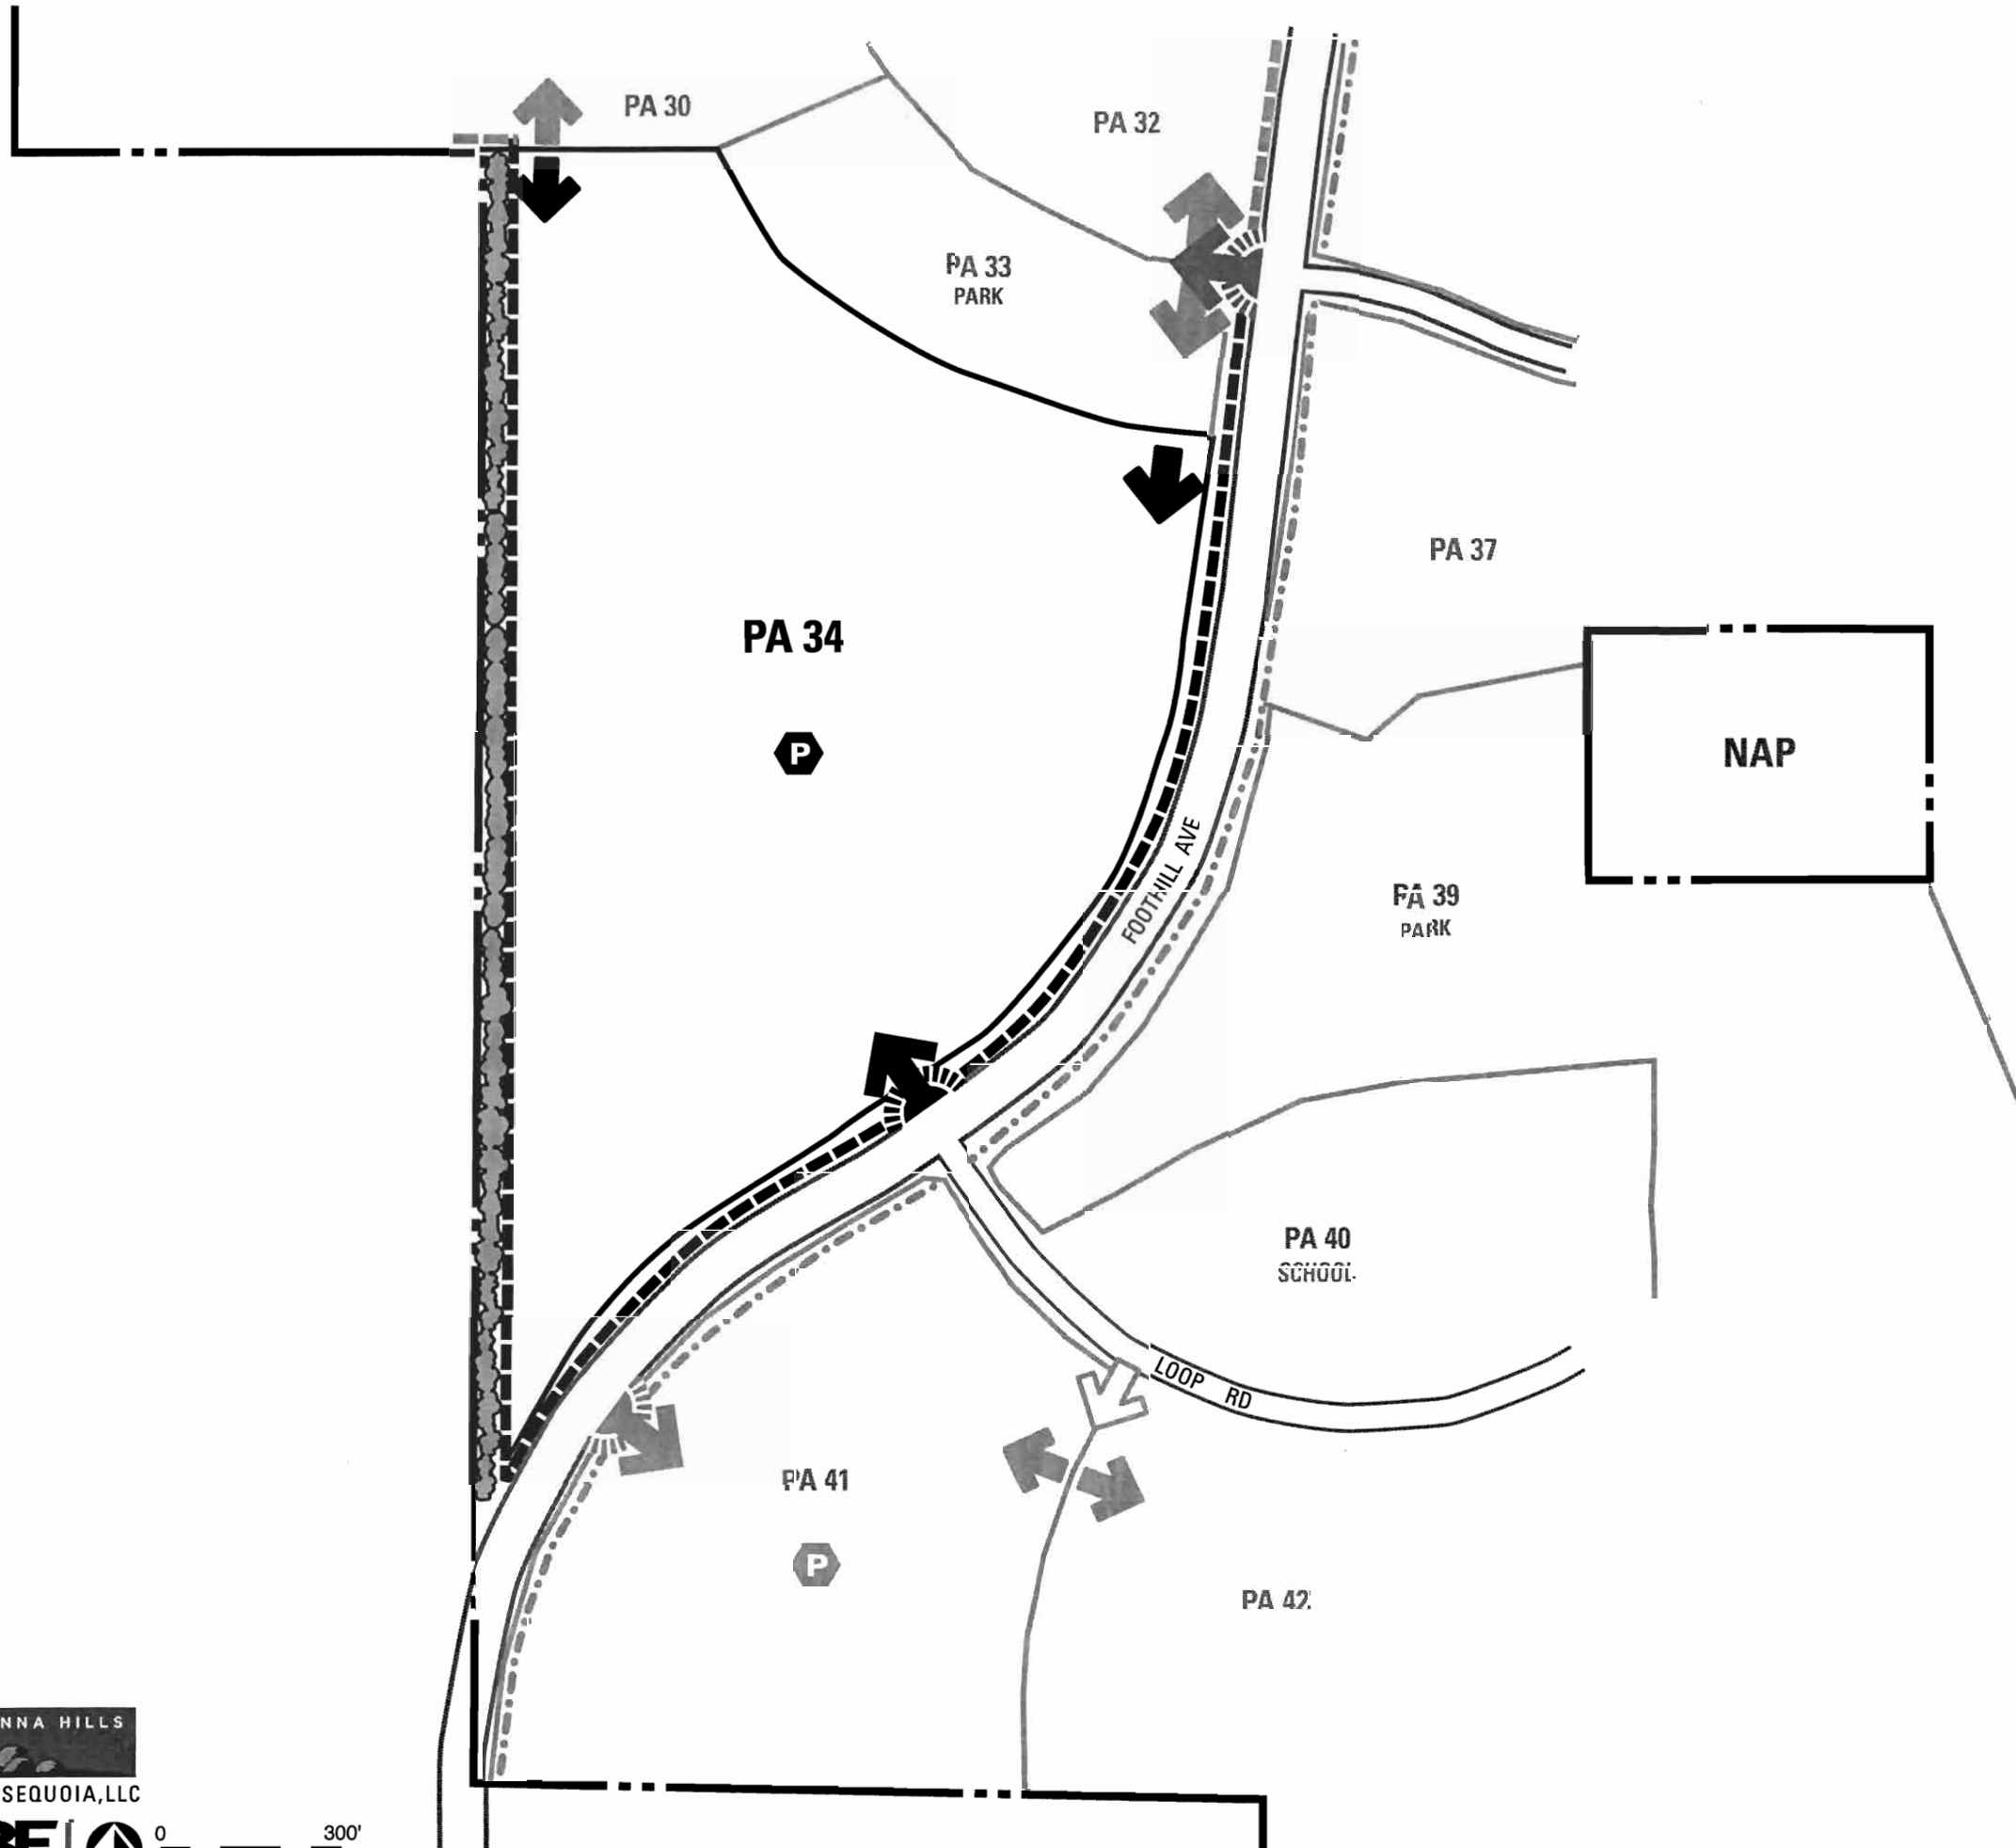 PA 30
PA 32
PA 33
PARK
PA 37
PA 34
P
NAP
FOOTHILL AVE
PA 39
PARK
PA 40
SCHOOL
LOOP RD
PA 41
P
PA 42
NNA HILLS
SEQUOIA,LLC
0 300'